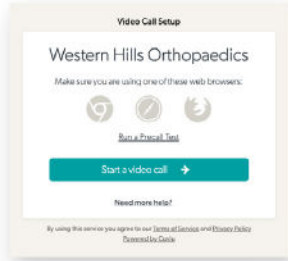 Video Call Setup
Western Hills Orthopaedics
Make sure you are using one of these web browsers:
Run a Precall Test
Start a video call
Need more help?
By using this service you agree to our Terms of Service and Privacy Policy
Powered by Coviu